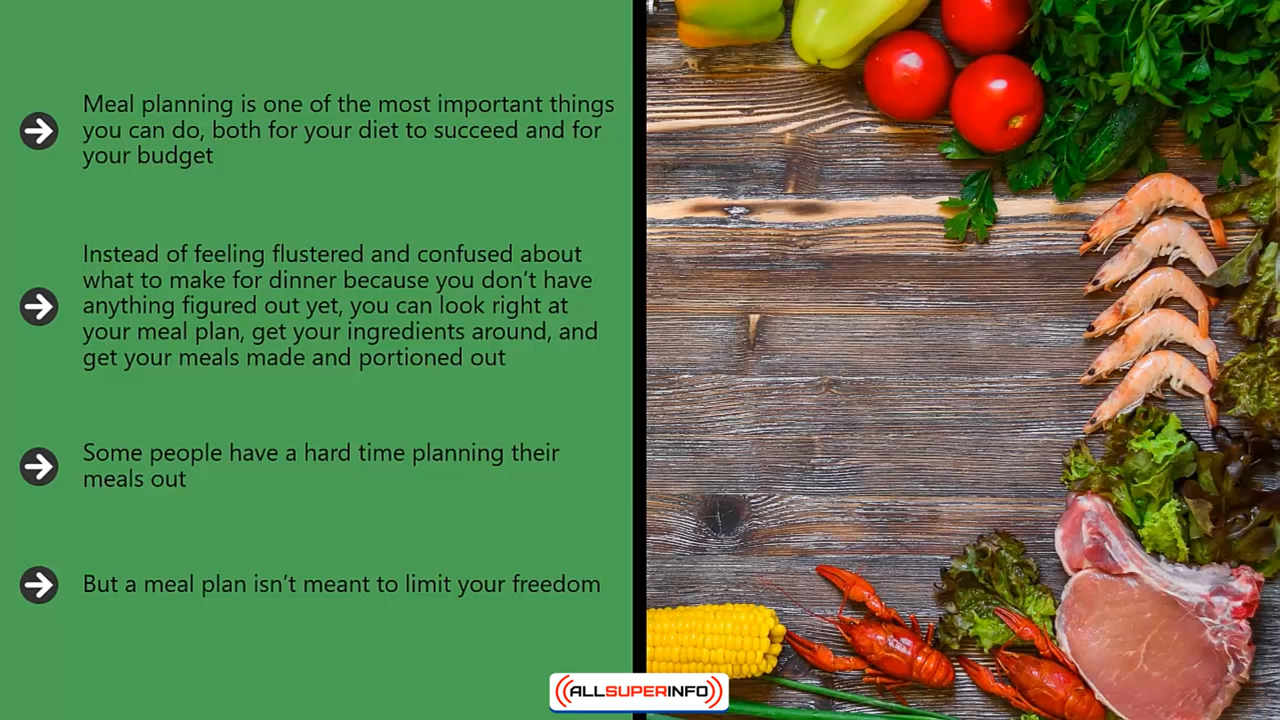 Meal planning is one of the most important things
you can do, both for your diet to succeed and for
your budget
Instead of feeling flustered and confused about
what to make for dinner because you don’t have
anything figured out yet, you can look right at
your meal plan, get your ingredients around, and
get your meals made and portioned out
Some people have a hard time planning their
meals out
But a meal plan isn’t meant to limit your freedom
ALLSUPERINFO